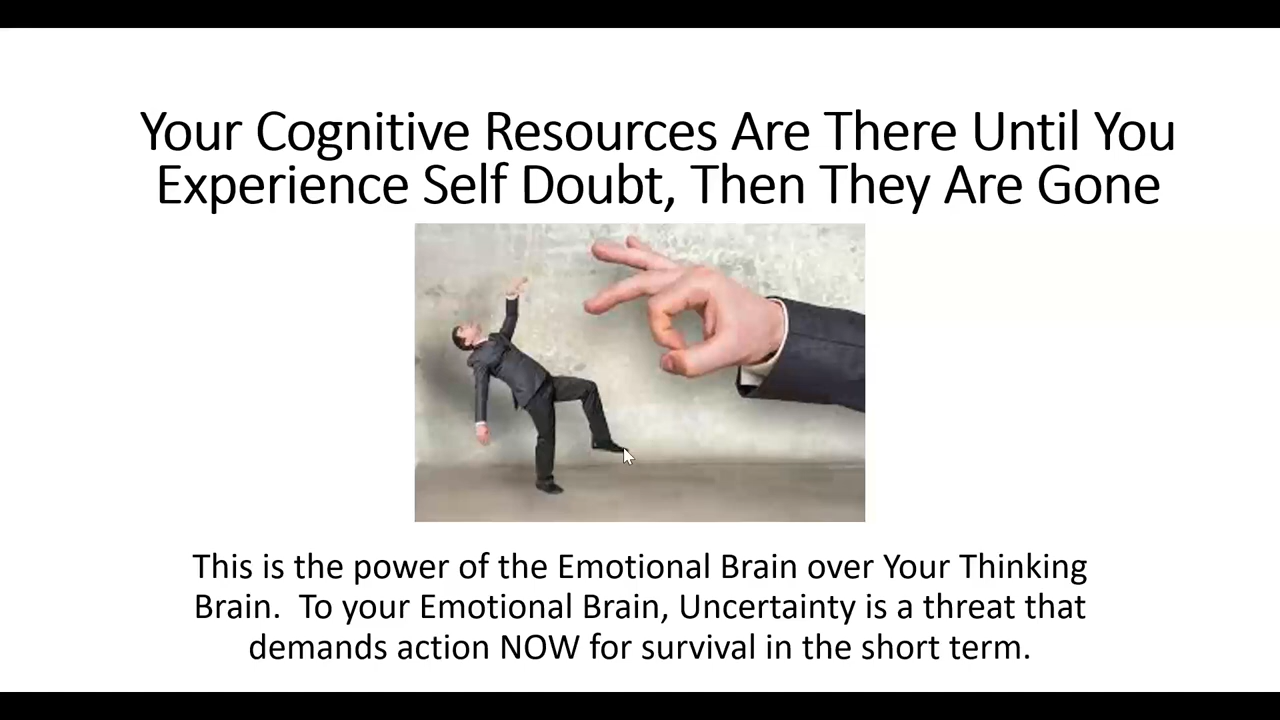 Your Cognitive Resources Are There Until You
Experience Self Doubt, Then They Are Gone
This is the power of the Emotional Brain over Your Thinking
Brain.  To your Emotional Brain, Uncertainty is a threat that
demands action NOW for survival in the short term.